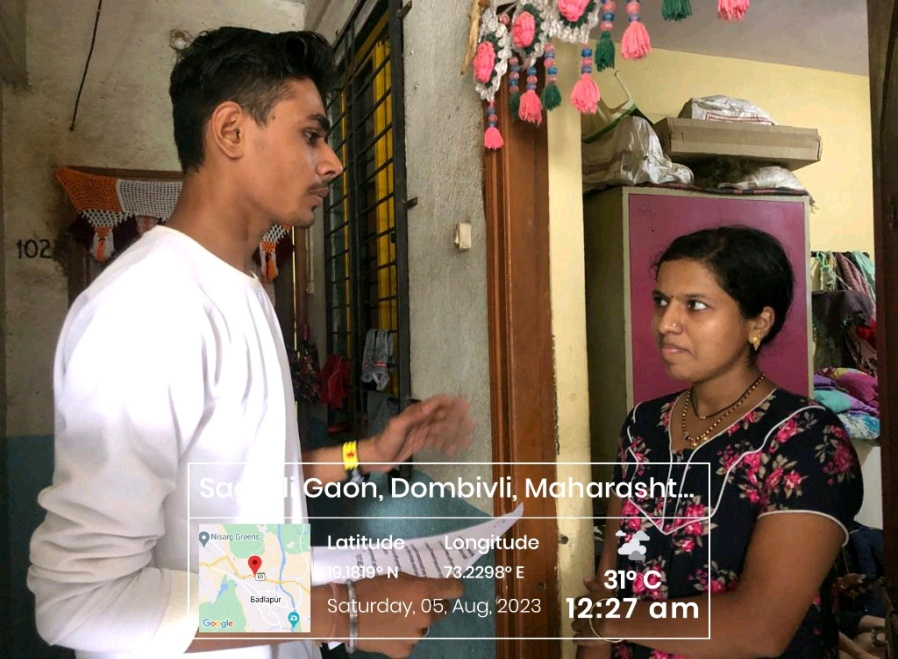 102
Gaon, Dombivli, Maharasht...
Nisarg Greens
Badlapur
Google
Latitude
Longitude
19.1819° N
73.2298° E
31° C
Saturday, 05, Aug, 2023
12:27 am